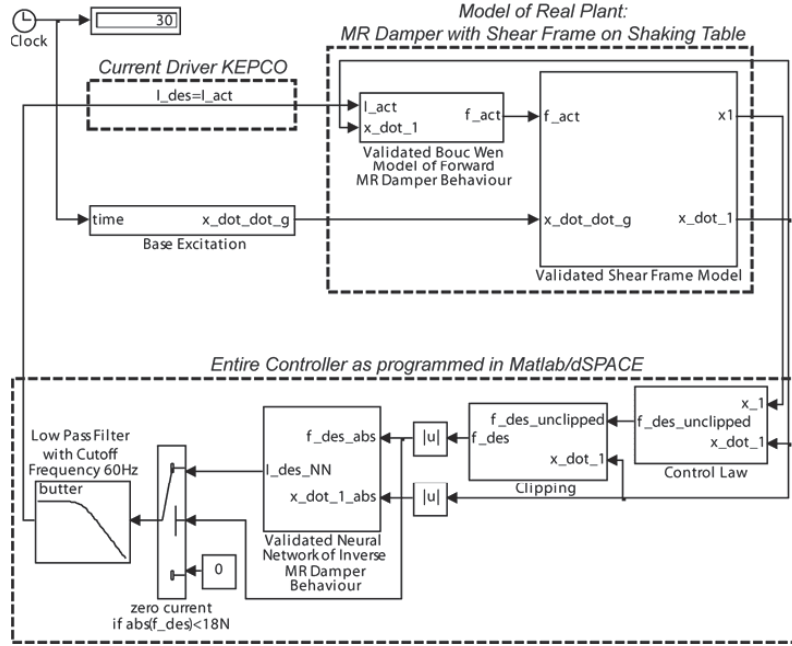 Model of Real Plant:
MR Damper with Shear Frame on Shaking Table
30
Clock
Current Driver KEPCO
I_des=I_act
I_act
x_dot_1
f_act
Validated Bouc Wen
Model of Forward
MR Damper Behaviour
f_act
x1
x_dot_dot_g
x_dot_1
Validated Shear Frame Model
time
x_dot_dot_g
Base Excitation
Entire Controller as programmed in Matlab/dSPACE
Low Pass Filter
with Cutoff
Frequency 60Hz
butter
zero current
if abs(f_des)<18N
0
f_des_abs
I_des_NN
x_dot_1_abs
Validated Neural
Network of Inverse
MR Damper
Behaviour
|u|
|u|
f_des_unclipped
f_des
x_dot_1
Clipping
x_1
f_des_unclipped
x_dot_1
Control Law